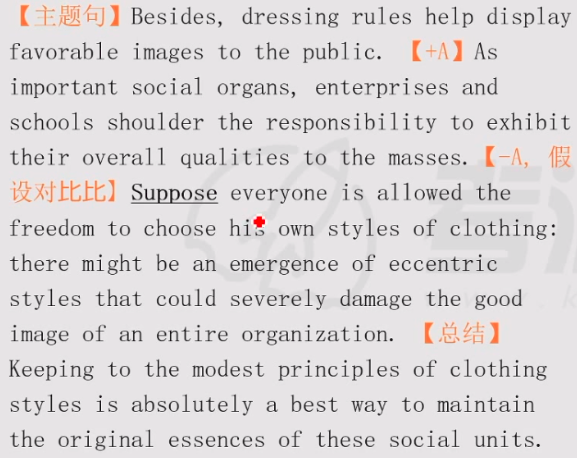 【主题句】Besides, dressing rules help display
favorable images to the public. 【+A】As
important social organs, enterprises and
schools shoulder the responsibility to exhibit
their overall qualities to the masses.【-A, 假
设对比比】Suppose everyone is allowed the
freedom to choose his own styles of clothing:
there might be an emergence of eccentric
styles that could severely damage the good
image of an entire organization. 【总结】
Keeping to the modest principles of clothing
styles is absolutely a best way to maintain
the original essences of these social units.